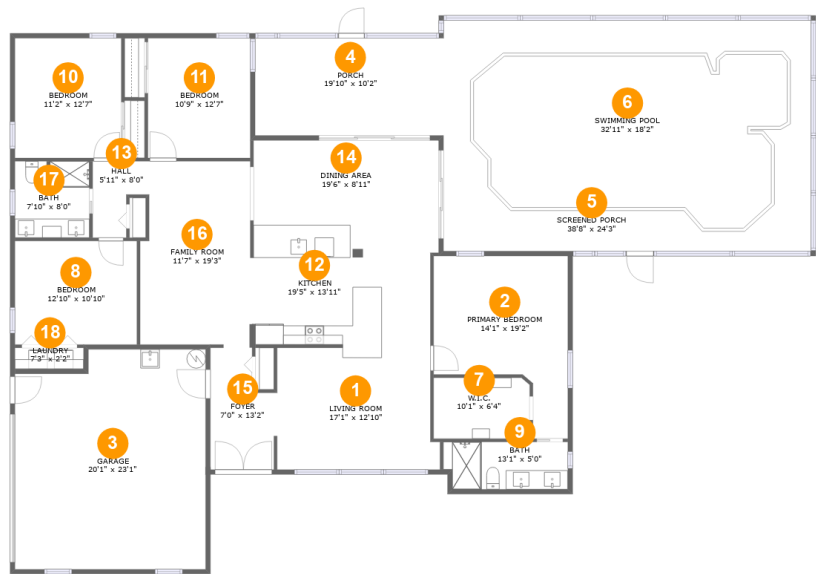 10
BEDROOM
11'2" x 12'7"
11
BEDROOM
10'9" x 12'7"
4
PORCH
19'10" x 10'2"
6
SWIMMING POOL
32'11" x 18'2"
13
HALL
5'11" x 8'0"
14
DINING AREA
19'6" x 8'11"
17
BATH
7'10" x 8'0"
5
SCREENED PORCH
38'8" x 24'3"
16
FAMILY ROOM
11'7" x 19'3"
8
BEDROOM
12'10" x 10'10"
12
KITCHEN
19'5" x 13'11"
2
PRIMARY BEDROOM
14'1" x 19'2"
18
LAUNDRY
7'3" x 2'2"
15
FOYER
7'0" x 13'2"
1
LIVING ROOM
17'1" x 12'10"
7
W.I.C.
10'1" x 6'4"
3
GARAGE
20'1" x 23'1"
9
BATH
13'1" x 5'0"